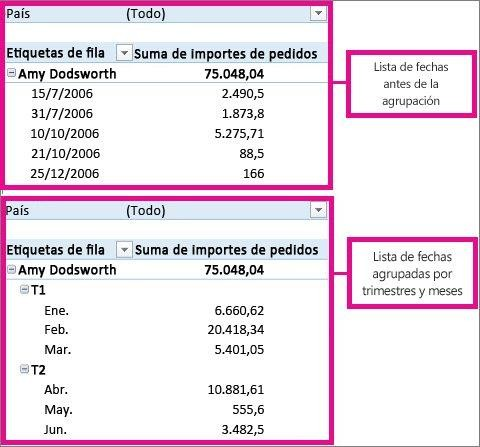 País (Todo)
Etiquetas de fila Suma de importes de pedidos
Amy Dodsworth 75.048,04
15/7/2006 2.490,5
31/7/2006 1.873,8
10/10/2006 5.275,71
21/10/2006 88,5
25/12/2006 166
Lista de fechas
antes de la
agrupación
País (Todo)
Etiquetas de fila Suma de importes de pedidos
Amy Dodsworth 75.048,04
T1
Ene. 6.660,62
Feb. 20.418,34
Mar. 5.401,05
T2
Abr. 10.881,61
May. 555,6
Jun. 3.482,5
Lista de fechas
agrupadas por
trimestres y meses